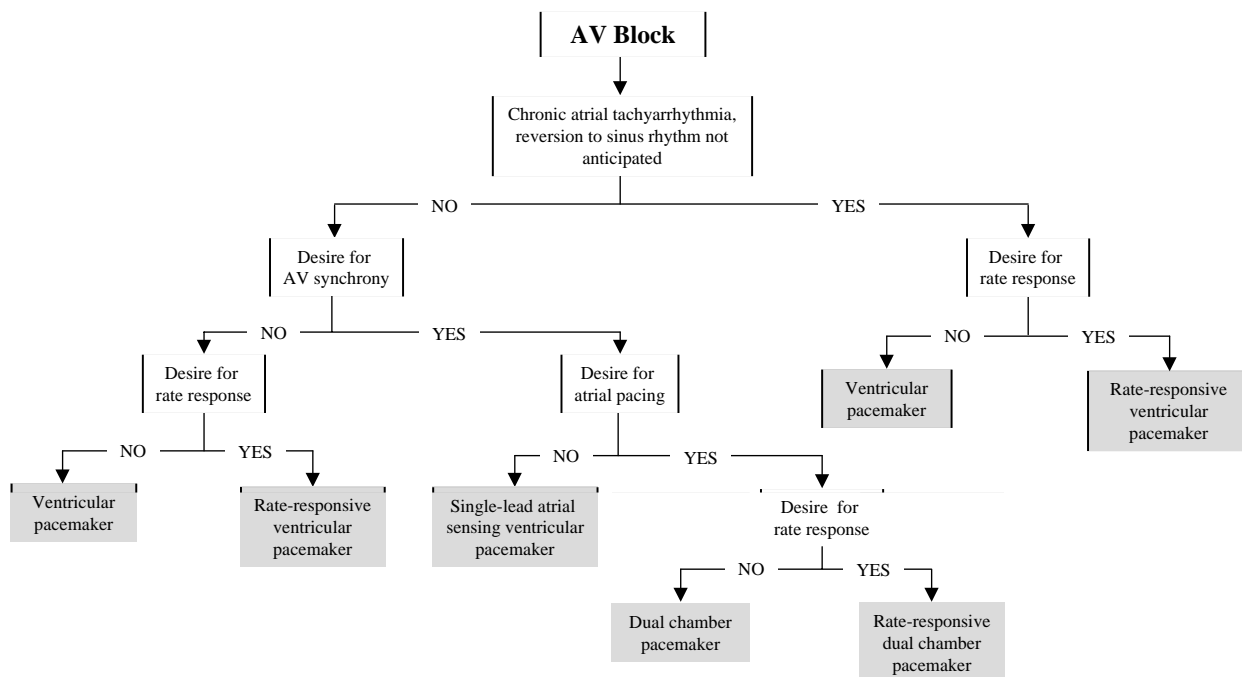 AV Block
Chronic atrial tachyarrhythmia,
reversion to sinus rhythm not
anticipated
NO
YES
Desire for
AV synchrony
Desire for
rate response
NO
YES
NO
YES
Desire for
rate response
Desire for
atrial pacing
Ventricular
pacemaker
Rate-responsive
ventricular
pacemaker
NO
YES
NO
YES
Ventricular
pacemaker
Rate-responsive
ventricular
pacemaker
Single-lead atrial
sensing ventricular
pacemaker
Desire for
rate response
NO
YES
Dual chamber
pacemaker
Rate-responsive
dual chamber
pacemaker